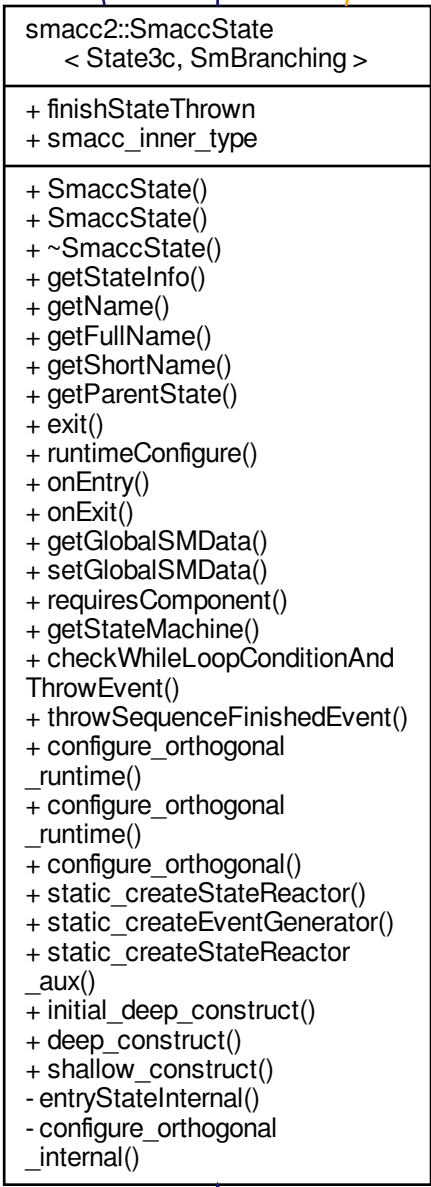 smacc2::SmaccState
< State3c, SmBranching >
+ finishStateThrown
+ smacc_inner_type
+ SmaccState()
+ SmaccState()
+ ~SmaccState()
+ getStateInfo()
+ getName()
+ getFullName()
+ getShortName()
+ getParentState()
+ exit()
+ runtimeConfigure()
+ onEntry()
+ onExit()
+ getGlobalSMData()
+ setGlobalSMData()
+ requiresComponent()
+ getStateMachine()
+ checkWhileLoopConditionAnd
ThrowEvent()
+ throwSequenceFinishedEvent()
+ configure_orthogonal
_runtime()
+ configure_orthogonal
_runtime()
+ configure_orthogonal()
+ static_createStateReactor()
+ static_createEventGenerator()
+ static_createStateReactor
_aux()
+ initial_deep_construct()
+ deep_construct()
+ shallow_construct()
- entryStateInternal()
- configure_orthogonal
_internal()